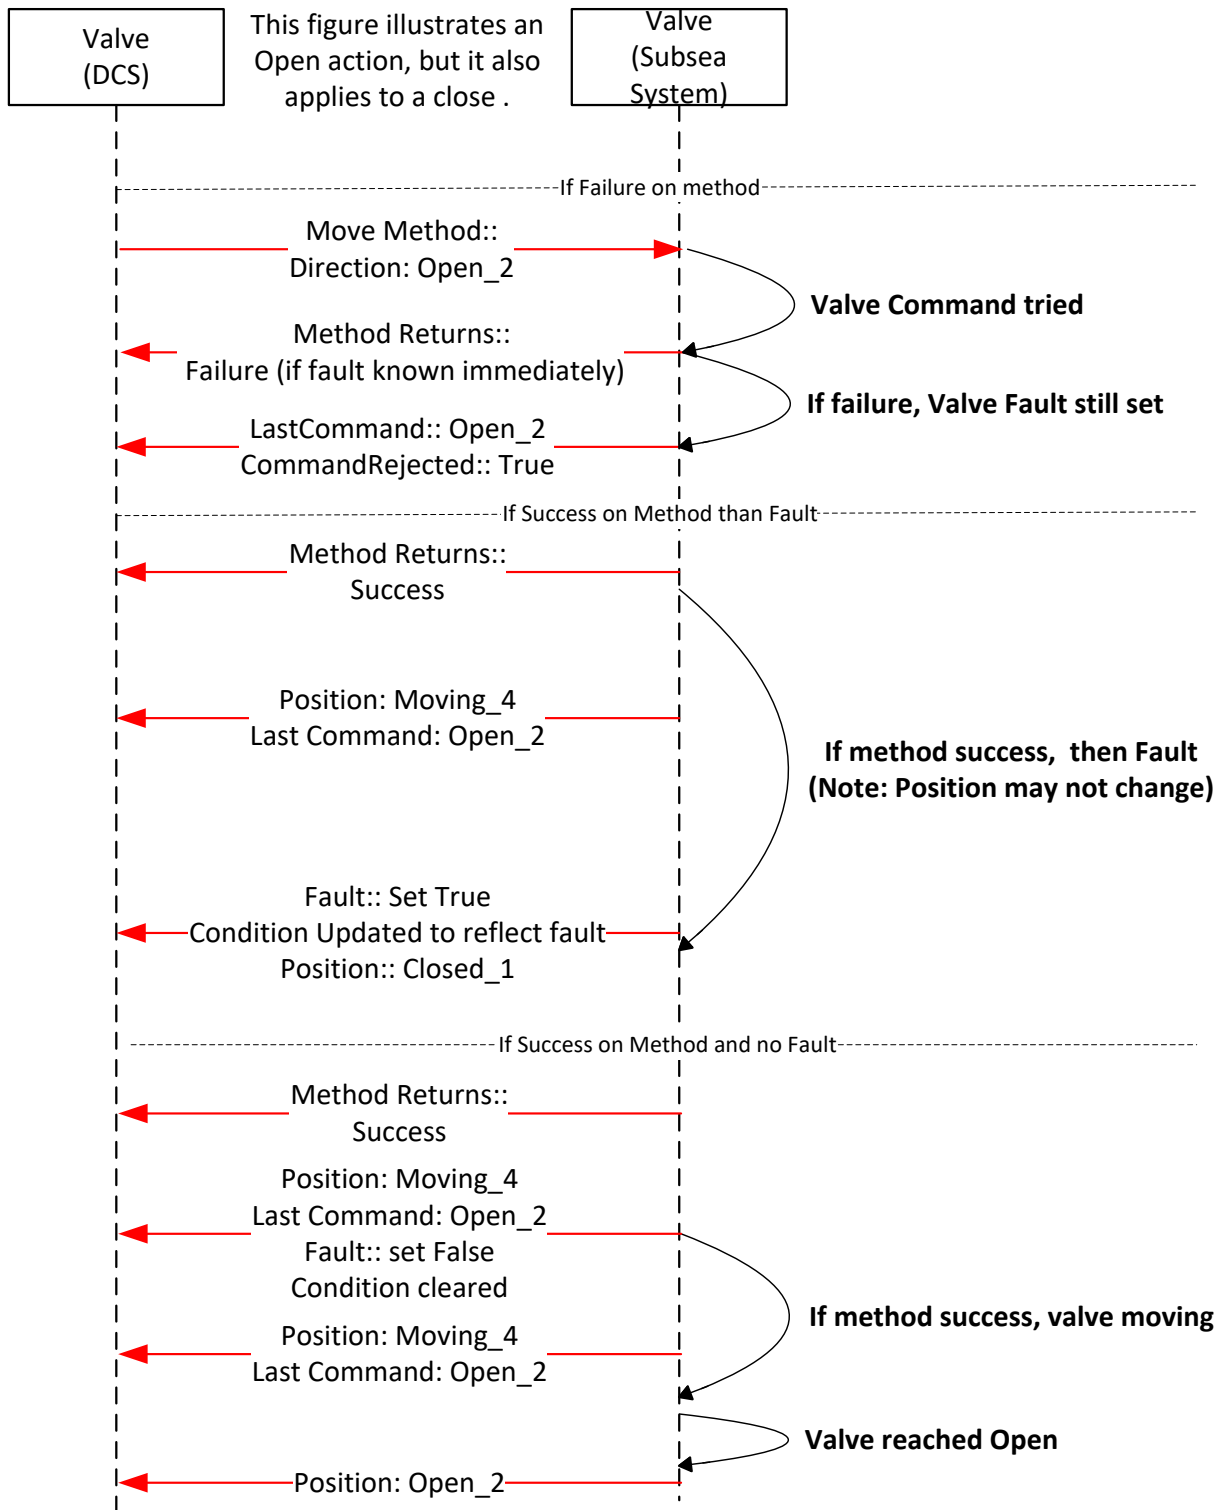 Valve
(DCS)
This figure illustrates an
Open action, but it also
applies to a close .
Valve
(Subsea
System)
If Failure on method
Move Method::
Direction: Open_2
Valve Command tried
Method Returns::
Failure (if fault known immediately)
If failure, Valve Fault still set
LastCommand:: Open_2
CommandRejected:: True
If Success on Method than Fault
Method Returns::
Success
Position: Moving_4
Last Command: Open_2
If method success,  then Fault
(Note: Position may not change)
Fault:: Set True
Condition Updated to reflect fault
Position:: Closed_1
If Success on Method and no Fault
Method Returns::
Success
Position: Moving_4
Last Command: Open_2
Fault:: set False
Condition cleared
If method success, valve moving
Position: Moving_4
Last Command: Open_2
Valve reached Open
Position: Open_2